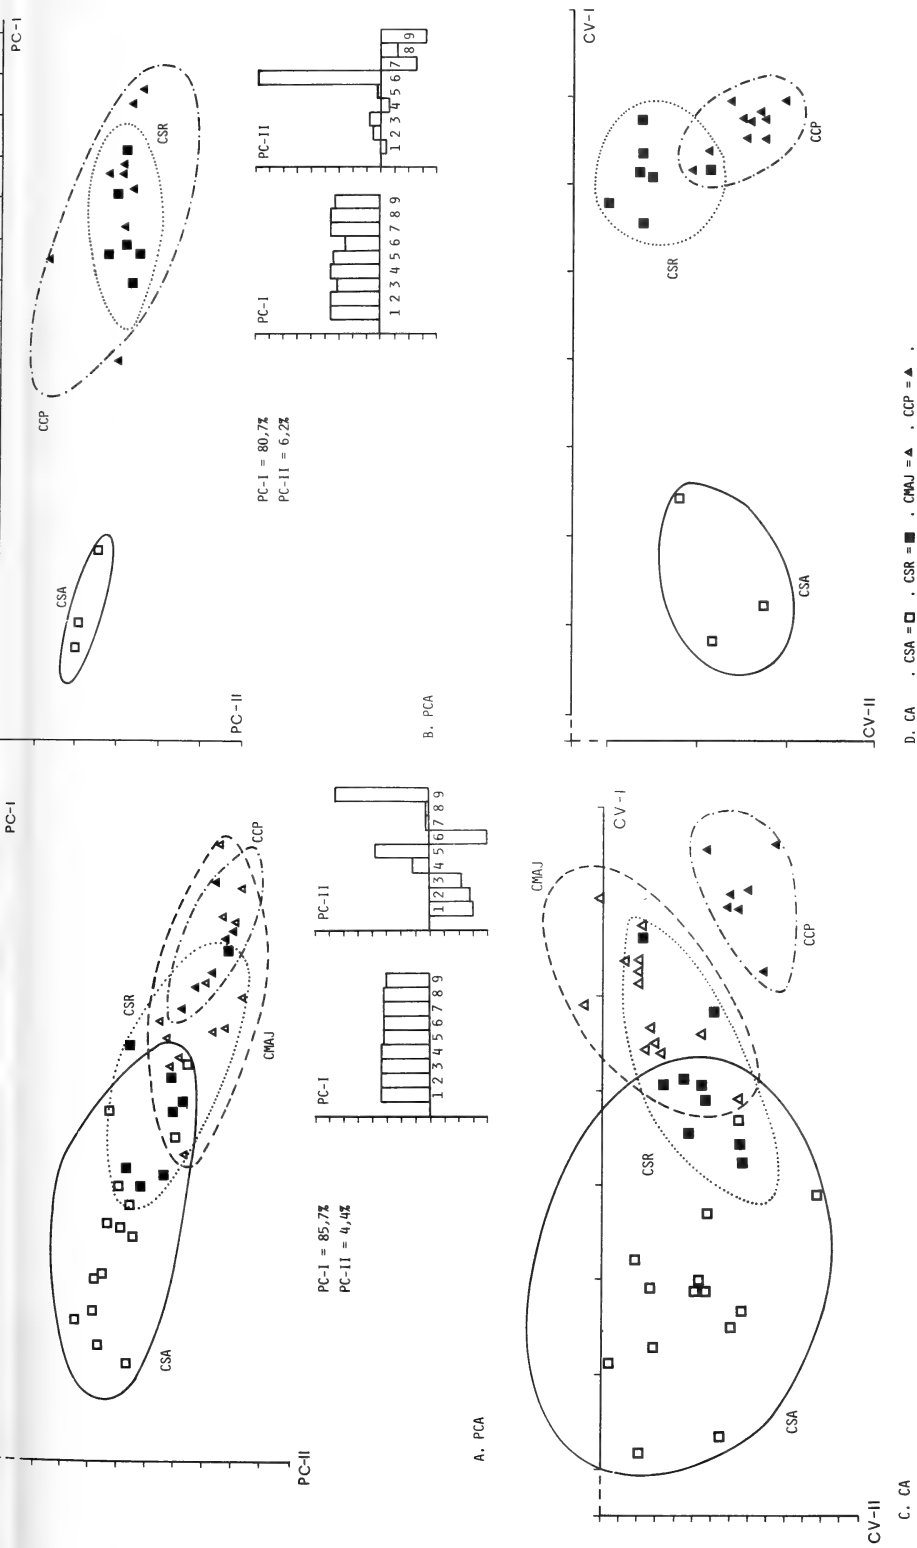 PC-I
CSR
CMAJ
CCP
CSA
PC-II
PC-I = 85,7%
PC-II = 4,4%
PC-I
1 2 3 4 5 6 7 8 9
PC-II
1 2 3 4 5 6 7 8 9
A. PCA
PC-I
CCP
CSR
CSA
PC-II
PC-I = 80,7%
PC-II = 6,2%
PC-I
1 2 3 4 5 6 7 8 9
PC-II
1 2 3 4 5 6 7 8 9
B. PCA
CV-I
CMAJ
CSR
CCP
CSA
CV-II
C. CA
CV-I
CSR
CCP
CSA
CV-II
D. CA . CSA = □ . CSR = ■ . CMAJ = △ . CCP = ▲ .